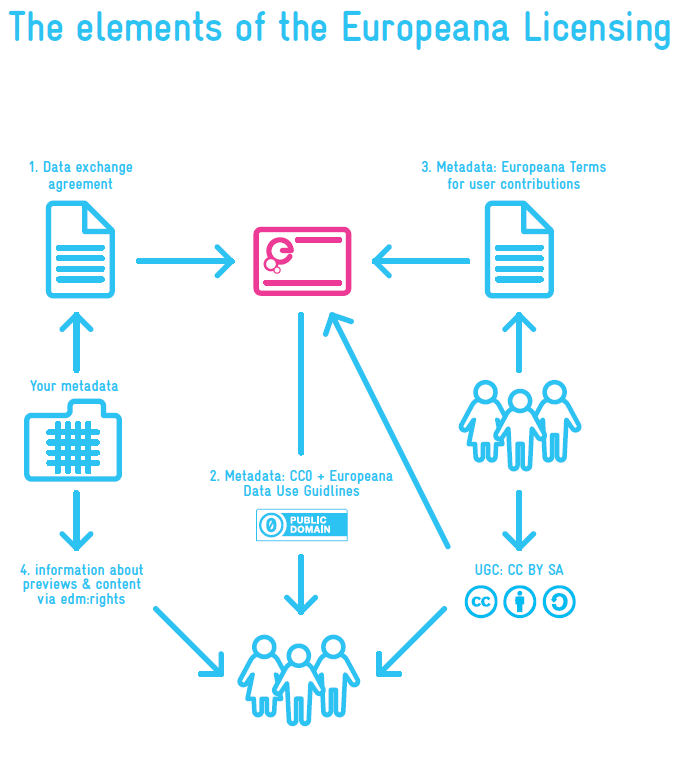 The elements of the Europeana Licensing
1. Data exchange
agreement
3. Metadata: Europeana Terms
for user contributions
e
Your metadata
2. Metadata: CC0 + Europeana
Data Use Guidlines
0 PUBLIC
DOMAIN
4. information about
previews & content
via edm:rights
UGC: CC BY SA
cc